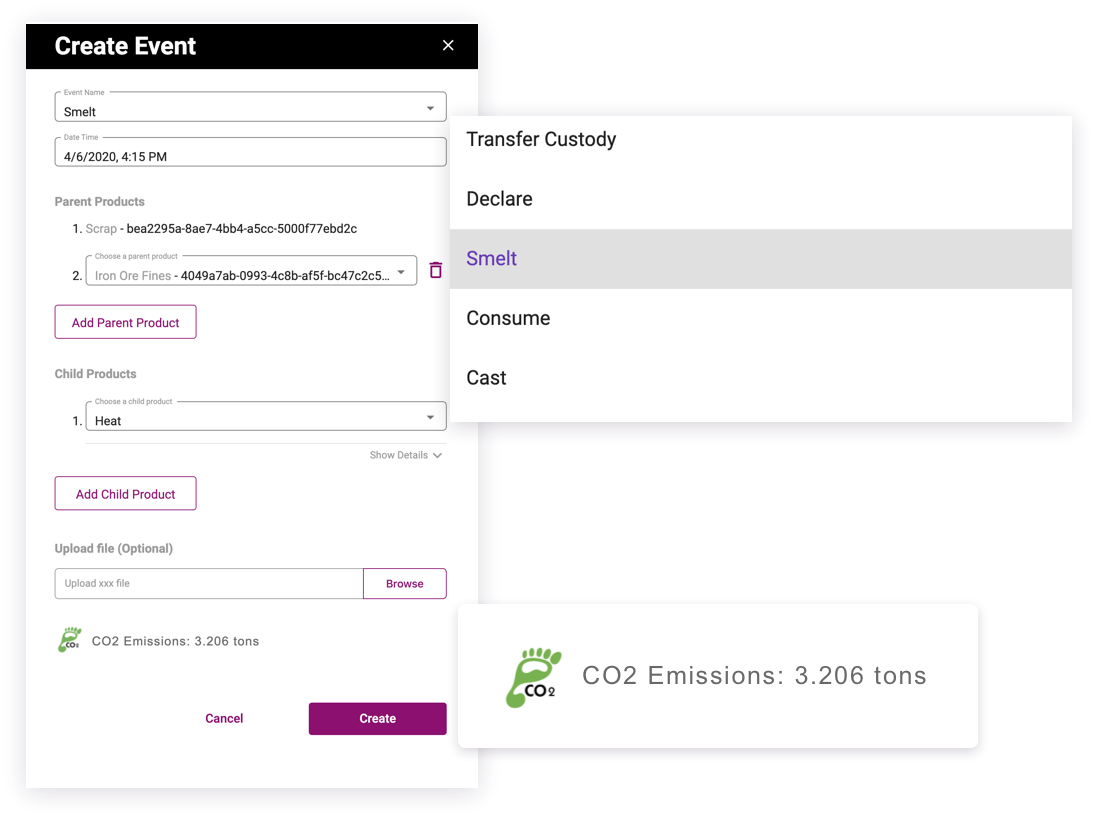 Create Event
Event Name
Smelt
Date Time
4/6/2020, 4:15 PM
Parent Products
1. Scrap - bea2295a-8ae7-4bb4-a5cc-5000f77ebd2c
Choose a parent product
2. Iron Ore Fines - 4049a7ab-0993-4c8b-af5f-bc47c2c5...
Add Parent Product
Child Products
Choose a child product
1. Heat
Show Details
Add Child Product
Upload file (Optional)
Upload xxx file
Browse
CO2
CO2 Emissions: 3.206 tons
Cancel
Create
Transfer Custody
Declare
Smelt
Consume
Cast
CO2
CO2 Emissions: 3.206 tons